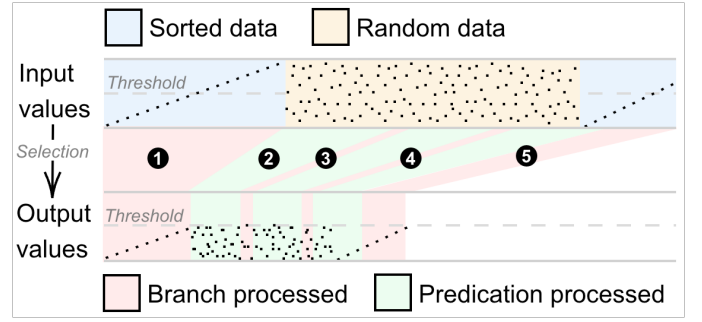 Sorted data
Random data
Input
values
Threshold
Selection
1 2 3 4 5
Output
values
Threshold
Branch processed
Predication processed